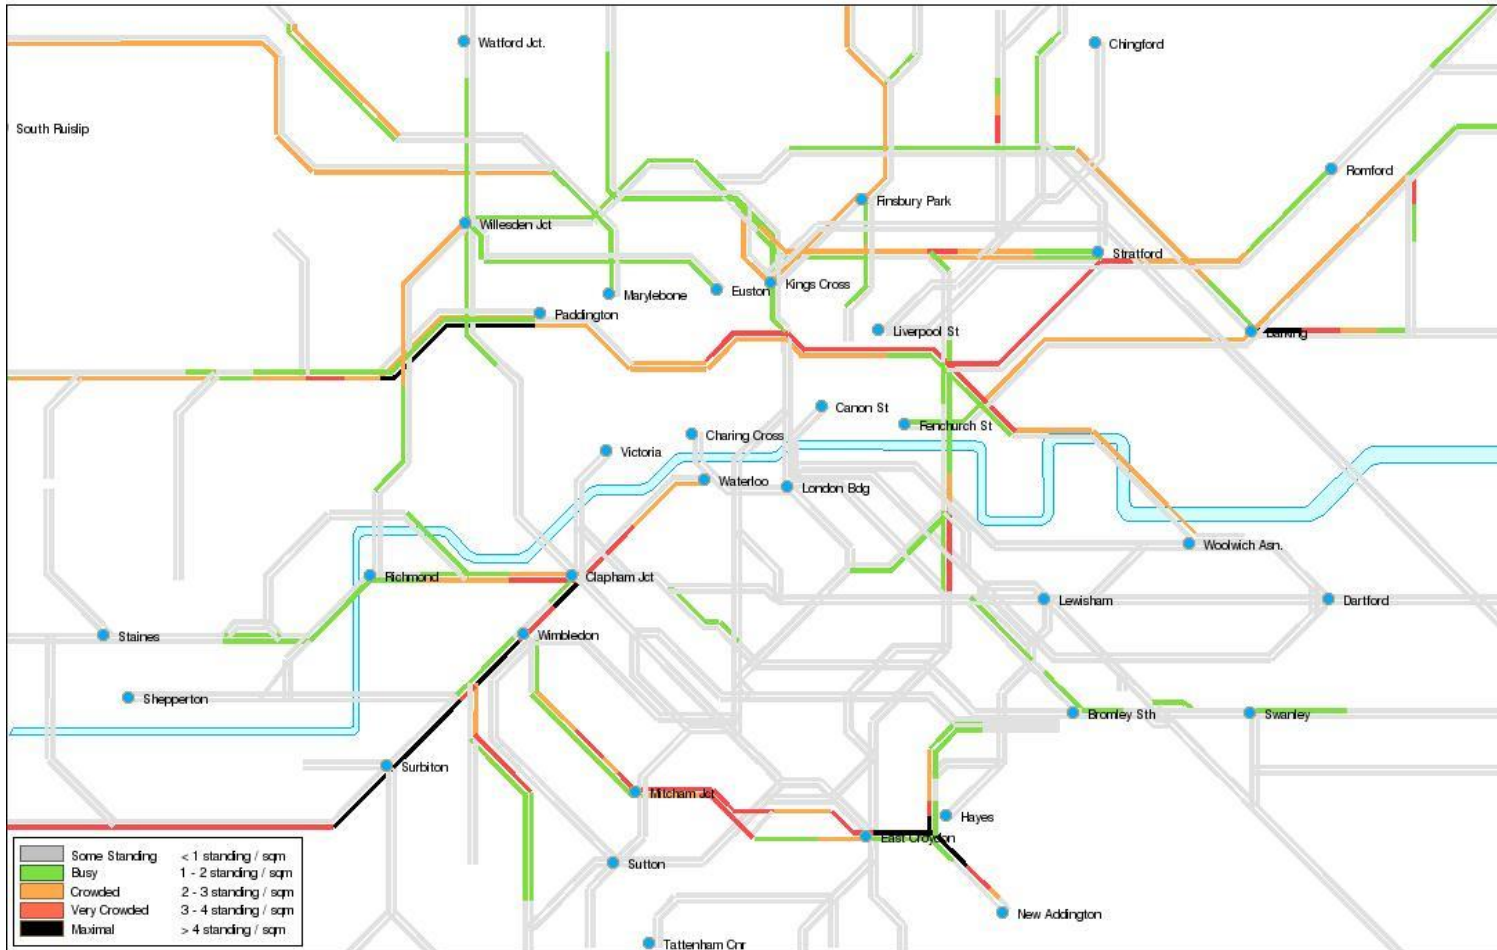 Watford Jct.
Chingford
South Ruislip
Romford
Finsbury Park
Willesden Jct
Stratford
Kings Cross
Euston
Marylebone
Paddington
Liverpool St
Barking
Canon St
Fenchurch St
Charing Cross
Victoria
Waterloo
London Bdg
Woolwich Asn.
Richmond
Clapham Jct
Lewisham
Dartford
Staines
Wimbledon
Shepperton
Bromley Sth
Swanley
Surbiton
Mitcham Jct
Hayes
East Croydon
Sutton
New Addington
Tattenham Cnr
Some Standing < 1 standing / sqm
Busy 1 - 2 standing / sqm
Crowded 2 - 3 standing / sqm
Very Crowded 3 - 4 standing / sqm
Maximal > 4 standing / sqm